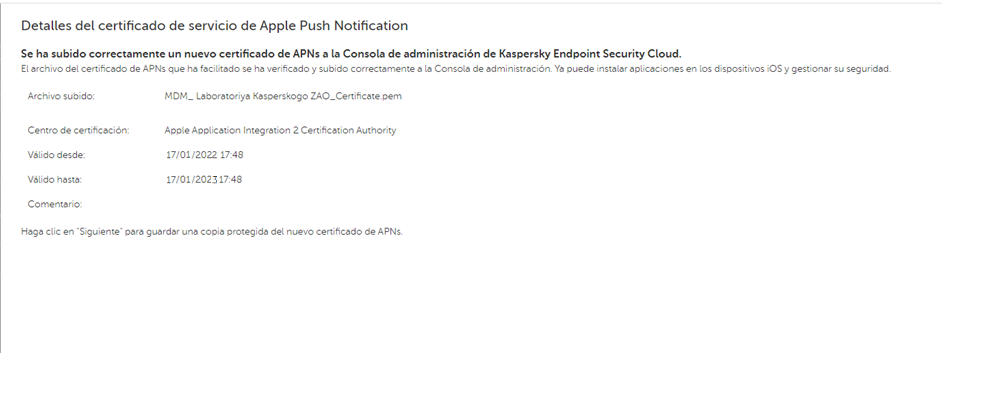 Detalles del certificado de servicio de Apple Push Notification
Se ha subido correctamente un nuevo certificado de APNs a la Consola de administración de Kaspersky Endpoint Security Cloud.
El archivo del certificado de APNs que ha facilitado se ha verificado y subido correctamente a la Consola de administración. Ya puede instalar aplicaciones en los dispositivos iOS y gestionar su seguridad.
Archivo subido: MDM_ Laboratoriya Kasperskogo ZAO_Certificate.pem
Centro de certificación: Apple Application Integration 2 Certification Authority
Válido desde: 17/01/2022 17:48
Válido hasta: 17/01/2023 17:48
Comentario:
Haga clic en "Siguiente" para guardar una copia protegida del nuevo certificado de APNs.